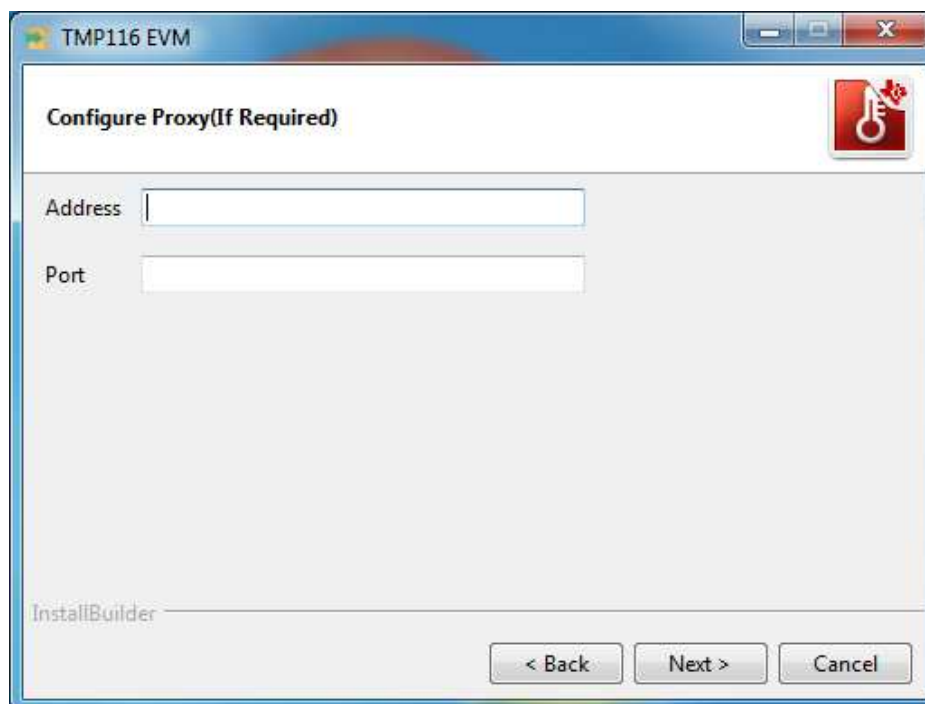 TMP116 EVM
Configure Proxy(If Required)
Address
Port
InstallBuilder
< Back Next > Cancel